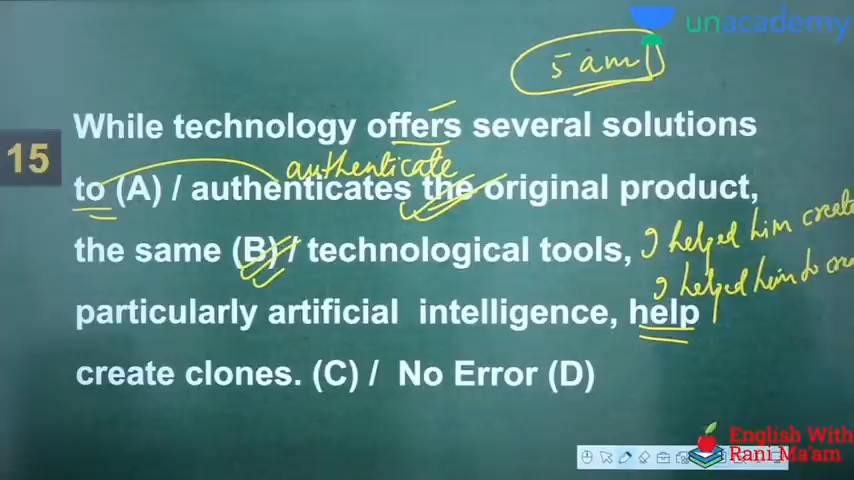 unacademy
5 am
While technology offers several solutions
15
authenticate
to (A) / authenticates the original product,
the same (B) / technological tools,
I helped him create
particularly artificial intelligence, help
I helped him to
create clones. (C) / No Error (D)
English With
Rani Ma'am